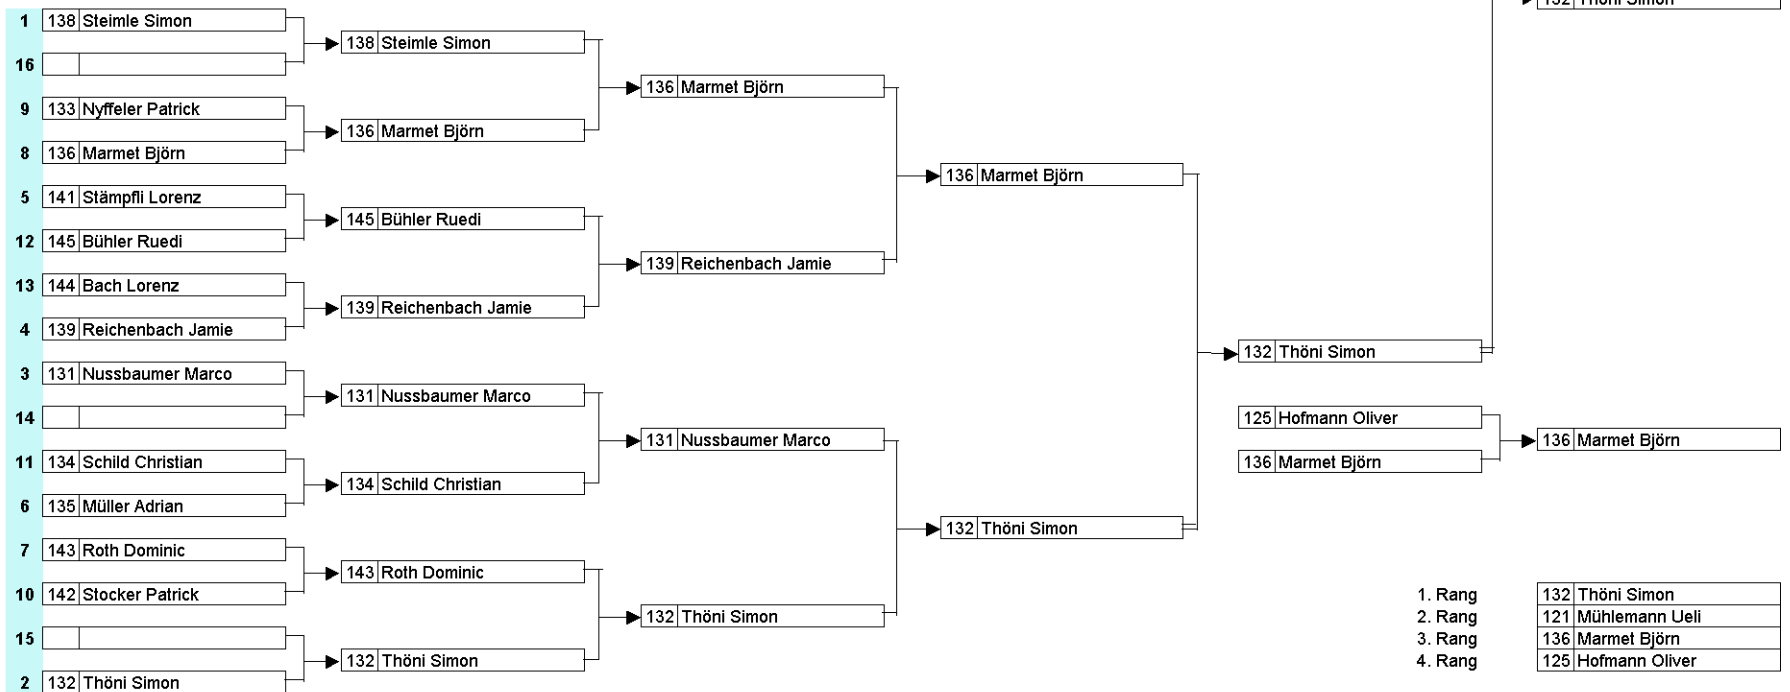 132 Thöni Simon
1 138 Steimle Simon
138 Steimle Simon
16
136 Marmet Björn
9 133 Nyffeler Patrick
136 Marmet Björn
8 136 Marmet Björn
136 Marmet Björn
5 141 Stämpfli Lorenz
145 Bühler Ruedi
12 145 Bühler Ruedi
139 Reichenbach Jamie
13 144 Bach Lorenz
139 Reichenbach Jamie
4 139 Reichenbach Jamie
132 Thöni Simon
3 131 Nussbaumer Marco
131 Nussbaumer Marco
14
125 Hofmann Oliver
131 Nussbaumer Marco
136 Marmet Björn
11 134 Schild Christian
136 Marmet Björn
134 Schild Christian
6 135 Müller Adrian
132 Thöni Simon
7 143 Roth Dominic
143 Roth Dominic
10 142 Stocker Patrick
1. Rang 132 Thöni Simon
132 Thöni Simon
2. Rang 121 Mühlemann Ueli
15
3. Rang 136 Marmet Björn
132 Thöni Simon
4. Rang 125 Hofmann Oliver
2 132 Thöni Simon